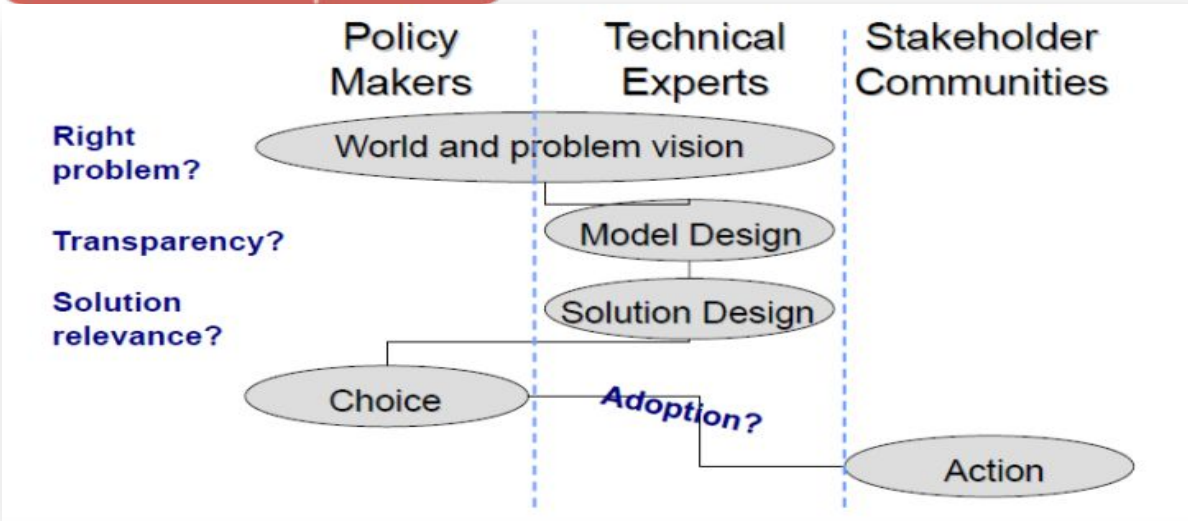 Policy
Makers
Technical
Experts
Stakeholder
Communities
Right
problem?
World and problem vision
Transparency?
Model Design
Solution
relevance?
Solution Design
Choice
Adoption?
Action